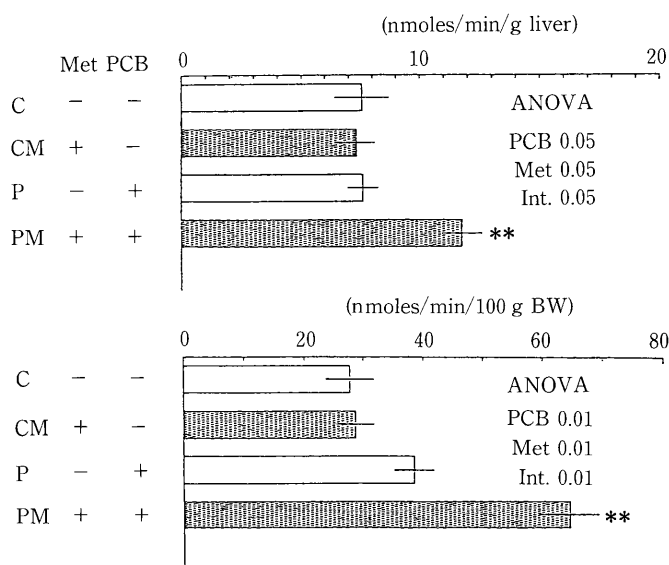 (nmoles/min/g liver)
0 10 20
Met PCB
C − − ANOVA
CM + − PCB 0.05
Met 0.05
P − + Int. 0.05
PM + + **
(nmoles/min/100 g BW)
0 20 40 60 80
C − − ANOVA
CM + − PCB 0.01
Met 0.01
P − + Int. 0.01
PM + + **